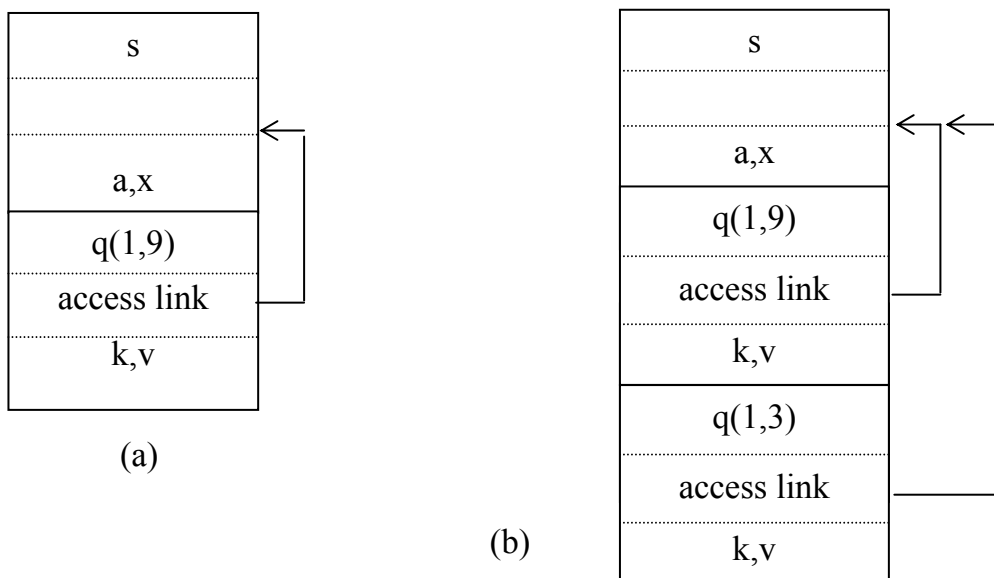 s
a,x
q(1,9)
access link
k,v
(a)
s
a,x
q(1,9)
access link
k,v
q(1,3)
access link
k,v
(b)